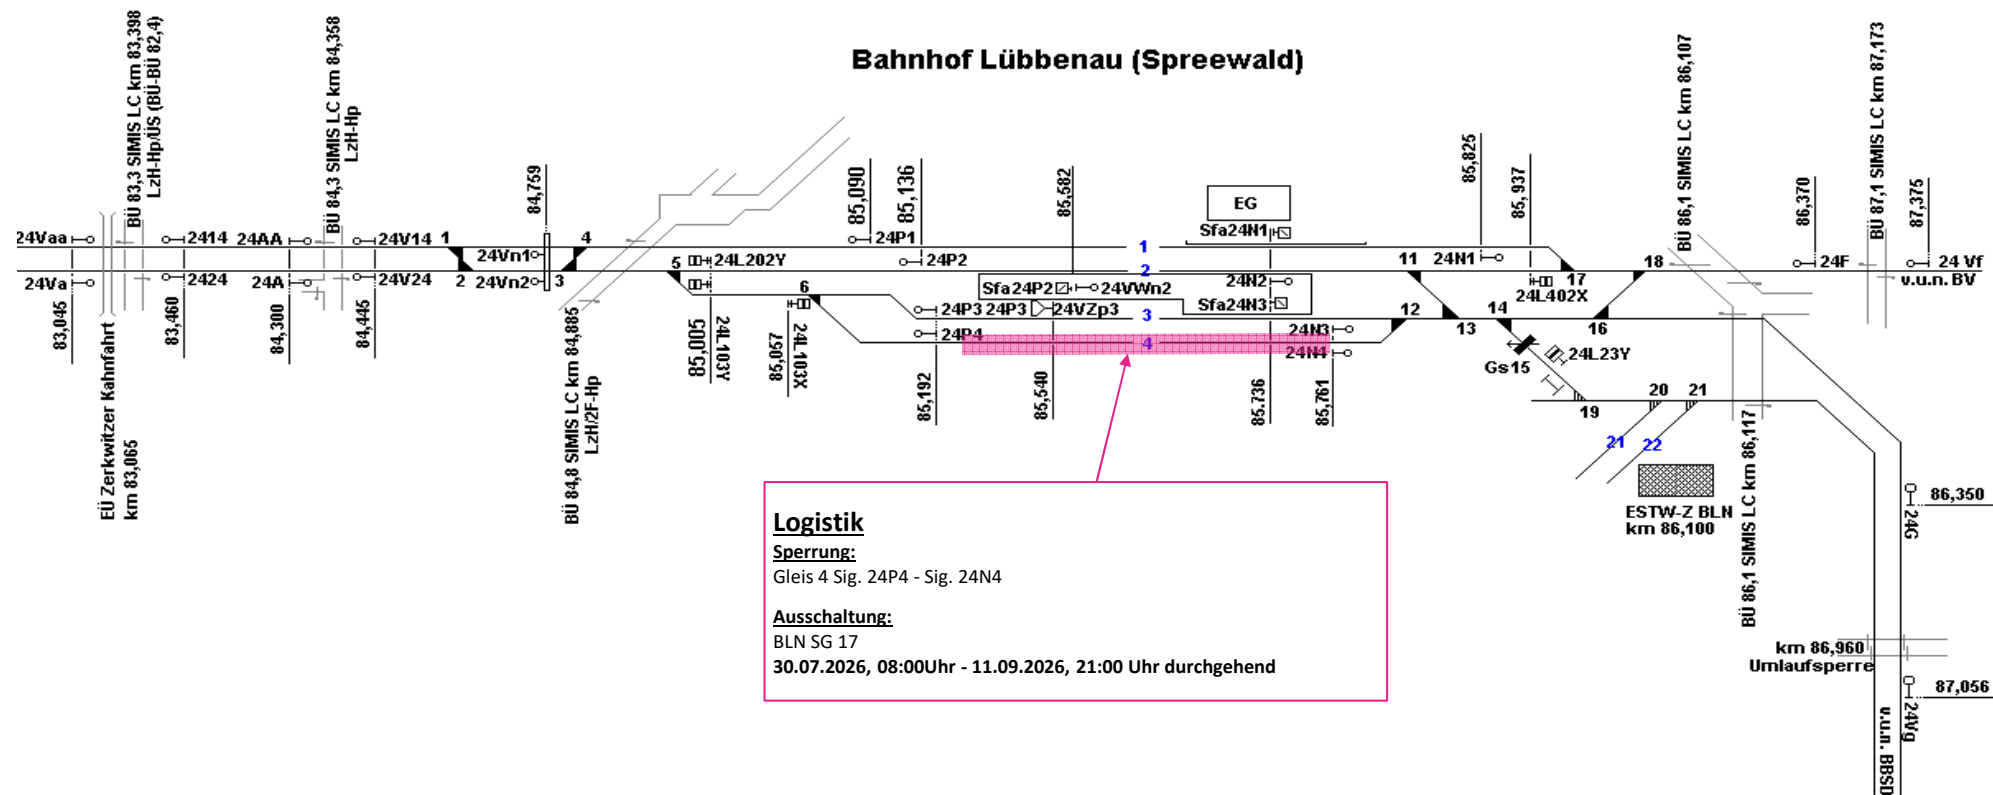 Bahnhof Lübbenau (Spreewald)
BÜ 83,3 SIMIS LC km 83,398
LzH-Hp/ÜS (BÜ-BÜ 82,4)
BÜ 84,3 SIMIS LC km 84,358
LzH-Hp
84,759
85,090
85,136
85,582
EG
Sfa24N1
85,825
85,937
BÜ 86,1 SIMIS LC km 86,107
86,370
BÜ 87,1 SIMIS LC km 87,173
87,375
24Vaa
2414
24AA
24V14
1
24Vn1
4
24P1
1
24N1
11
17
18
24F
24 Vf
v.u.n. BV
24Va
2424
24A
24V24
2
24Vn2
3
5
24L202Y
24P2
2
Sfa24P2
24VWn2
24N2
24L402X
6
24P3
24P3
24VZp3
Sfa24N3
3
12
13
14
16
24P4
24N3
4
24N4
Gs15
24L23Y
83,045
83,460
84,300
84,445
85,005
24L103Y
85,057
24L103X
85,192
85,540
85.736
85,761
19
20
21
21
22
EÜ Zerkwitzer Kahnfahrt
km 83,065
BÜ 84,8 SIMIS LC km 84,885
LzH/2F-Hp
ESTW-Z BLN
km 86,100
BÜ 86,1 SIMIS LC km 86,117
24G
86,350
km 86,960
Umlaufsperre
87,056
24Vg
v.u.n. BBSD
Logistik
Sperrung:
Gleis 4 Sig. 24P4 - Sig. 24N4
Ausschaltung:
BLN SG 17
30.07.2026, 08:00Uhr - 11.09.2026, 21:00 Uhr durchgehend